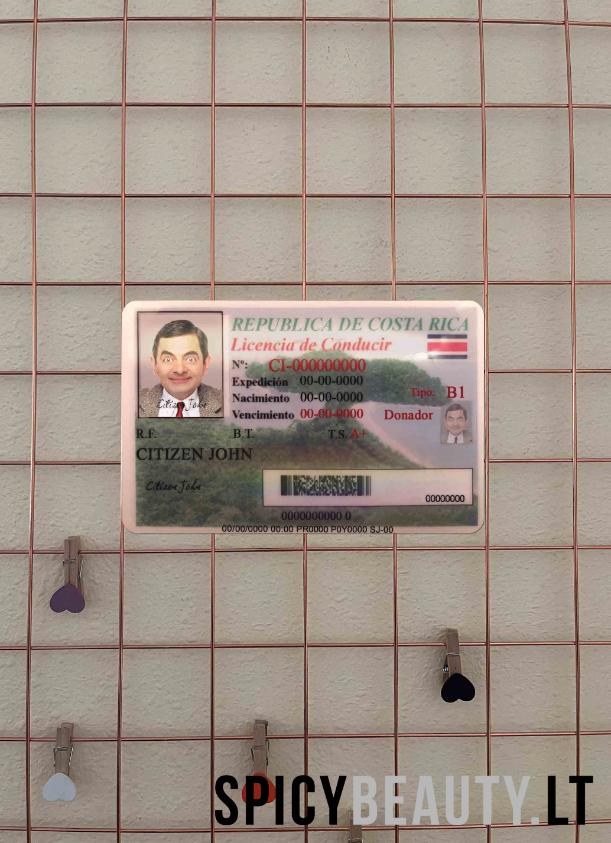 REPUBLICA DE COSTA RICA
Licencia de Conducir
Nº: CI-000000000
Expedición 00-00-0000
Nacimiento 00-00-0000
Tipo. B1
Vencimiento 00-00-0000 Donador
R.F. B.T. T.S. A+
CITIZEN JOHN
Citizen John
Citizen John
00000000
0000000000 0
00/00/0000 00:00 PR0000 P0Y0000 SJ-00
SPICYBEAUTY.LT